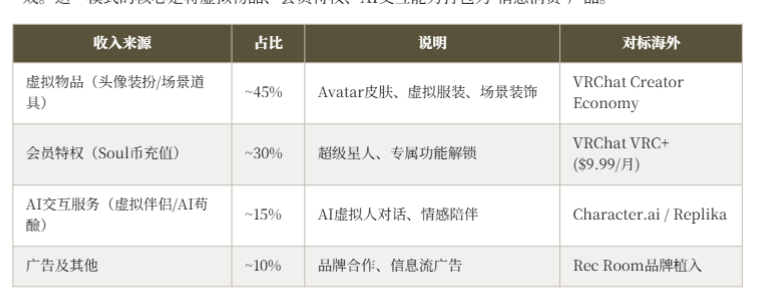 收入来源 占比 说明 对标海外
虚拟物品（头像装扮/场景道
具） ~45% Avatar皮肤、虚拟服装、场景装饰 VRChat Creator
Economy
会员特权（Soul币充值） ~30% 超级星人、专属功能解锁 VRChat VRC+
($9.99/月)
AI交互服务（虚拟伴侣/AI苟
酸） ~15% AI虚拟人对话、情感陪伴 Character.ai / Replika
广告及其他 ~10% 品牌合作、信息流广告 Rec Room品牌植入